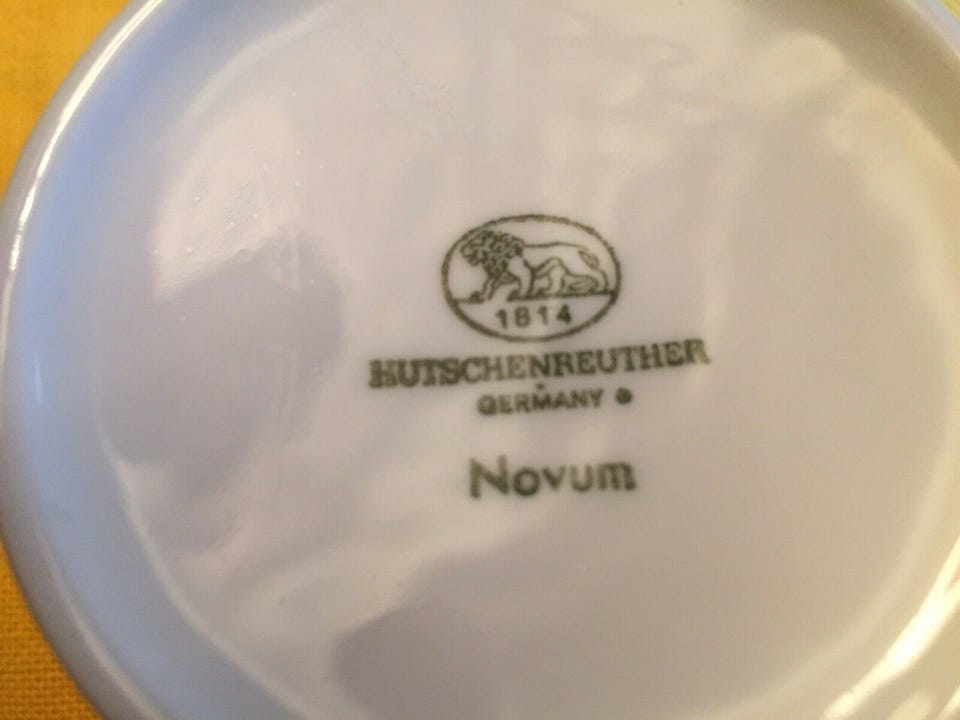 1814
HUTSCHENREUTHER
GERMANY
Novum